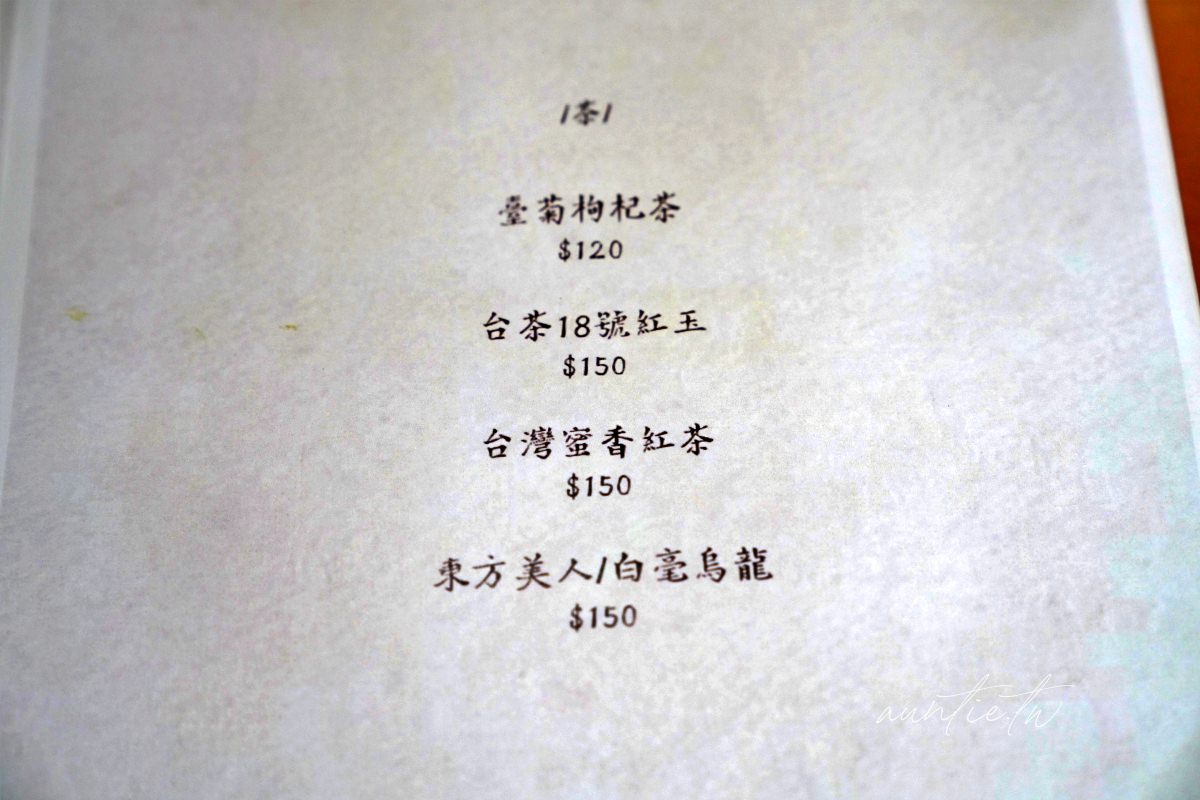 /茶/
臺菊枸杞茶
$120
台茶18號紅玉
$150
台灣蜜香紅茶
$150
東方美人/白毫烏龍
$150
auntie.tw